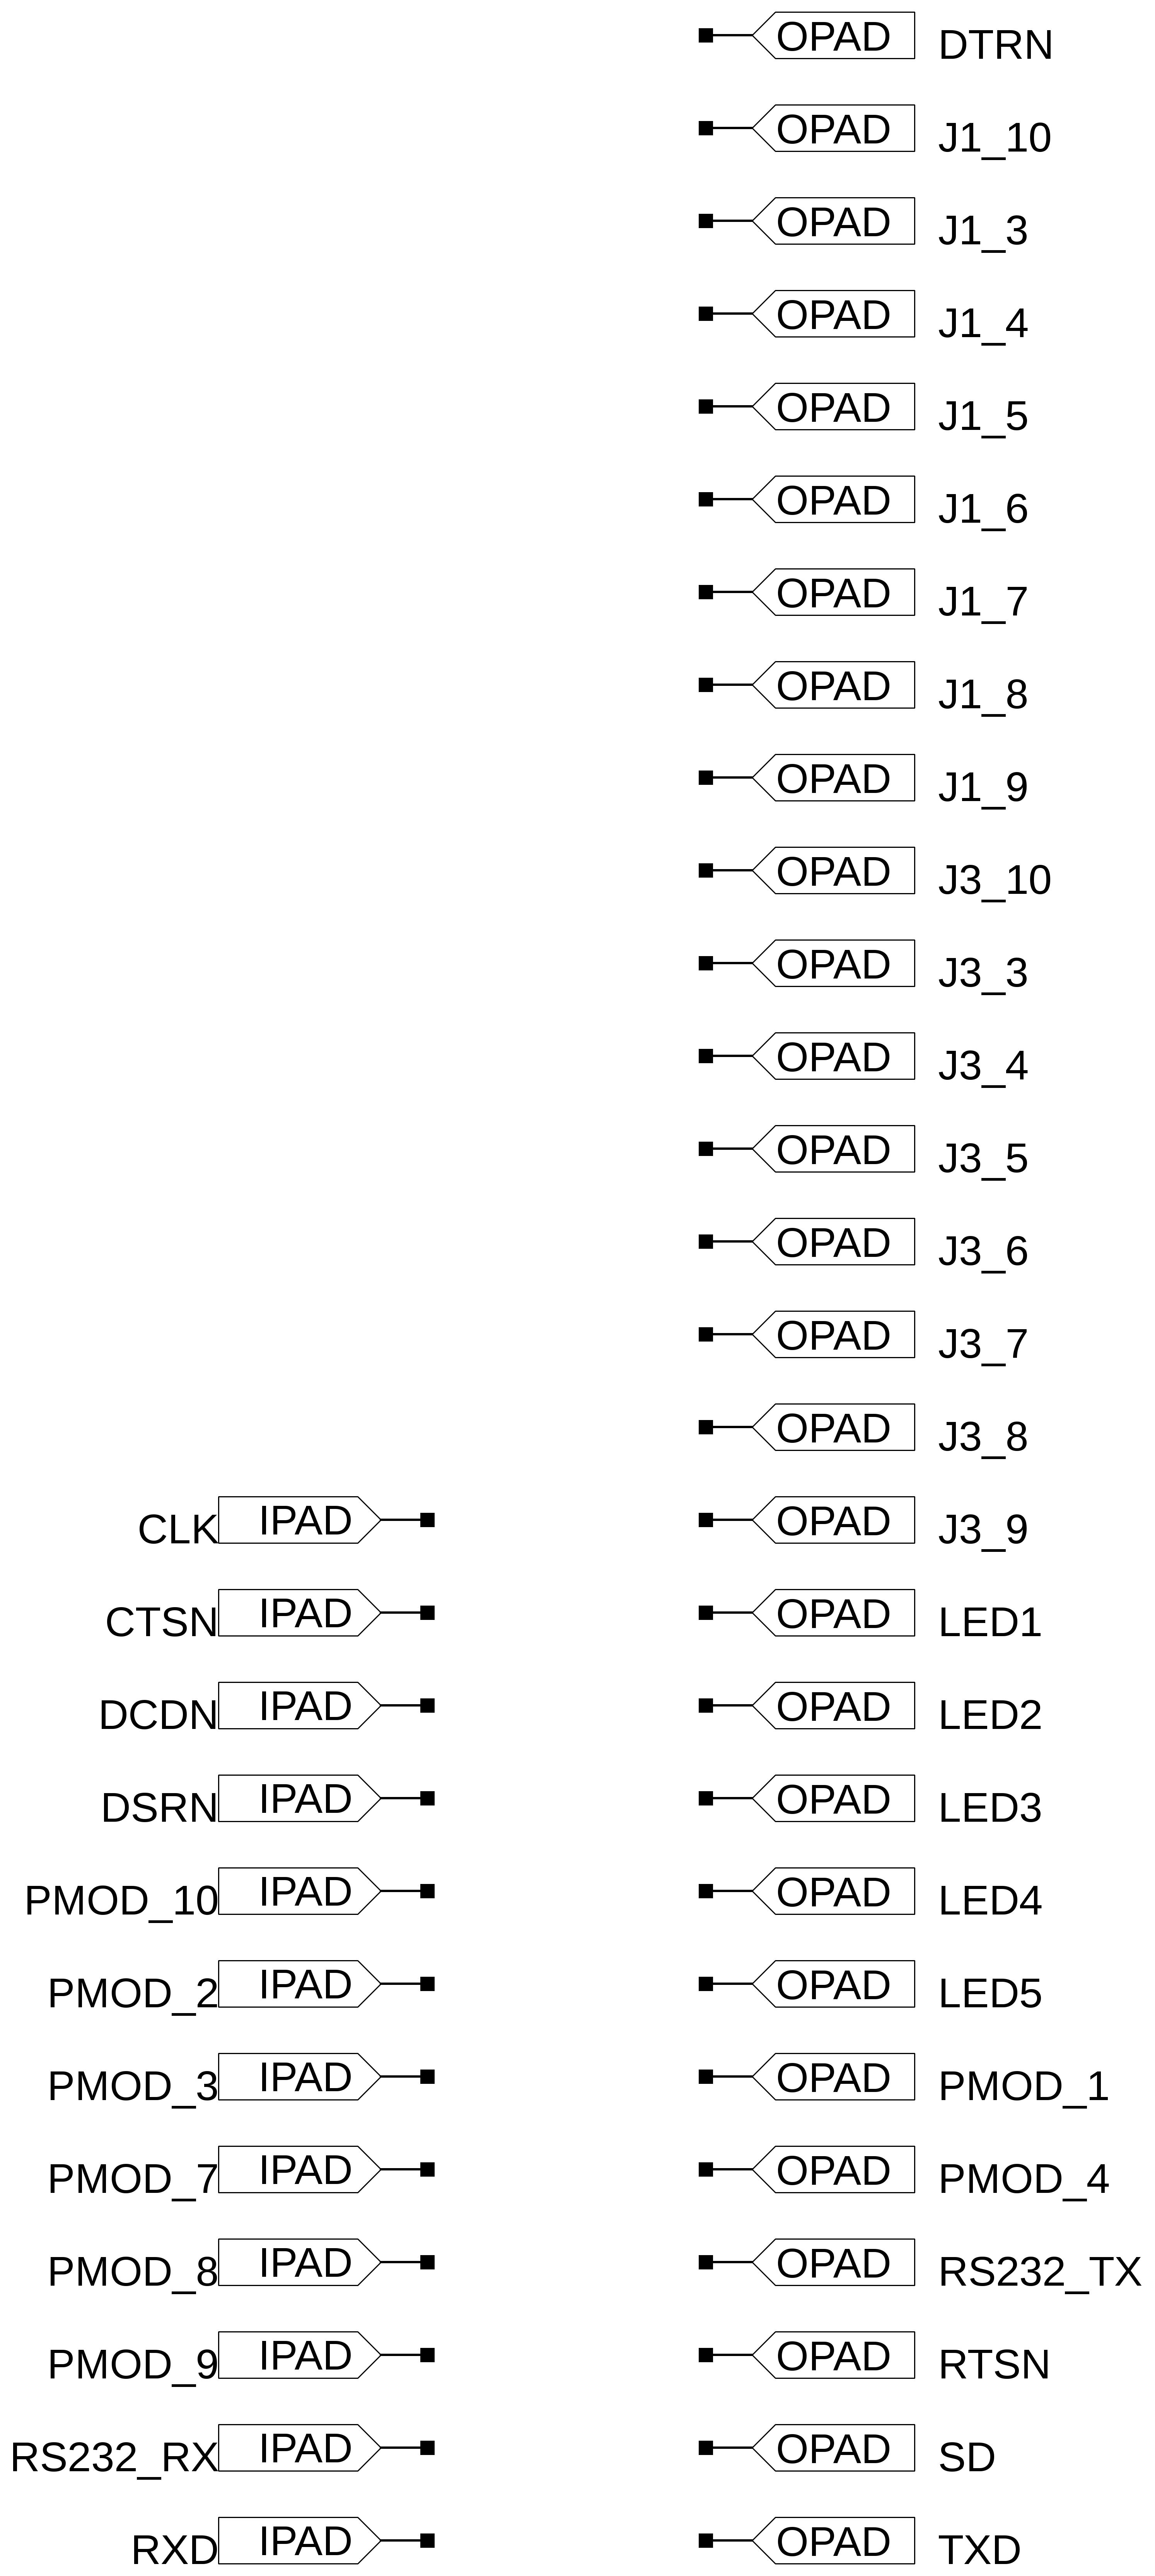 OPAD DTRN
OPAD J1_10
OPAD J1_3
OPAD J1_4
OPAD J1_5
OPAD J1_6
OPAD J1_7
OPAD J1_8
OPAD J1_9
OPAD J3_10
OPAD J3_3
OPAD J3_4
OPAD J3_5
OPAD J3_6
OPAD J3_7
OPAD J3_8
CLK IPAD OPAD J3_9
CTSN IPAD OPAD LED1
DCDN IPAD OPAD LED2
DSRN IPAD OPAD LED3
PMOD_10 IPAD OPAD LED4
PMOD_2 IPAD OPAD LED5
PMOD_3 IPAD OPAD PMOD_1
PMOD_7 IPAD OPAD PMOD_4
PMOD_8 IPAD OPAD RS232_TX
PMOD_9 IPAD OPAD RTSN
RS232_RX IPAD OPAD SD
RXD IPAD OPAD TXD